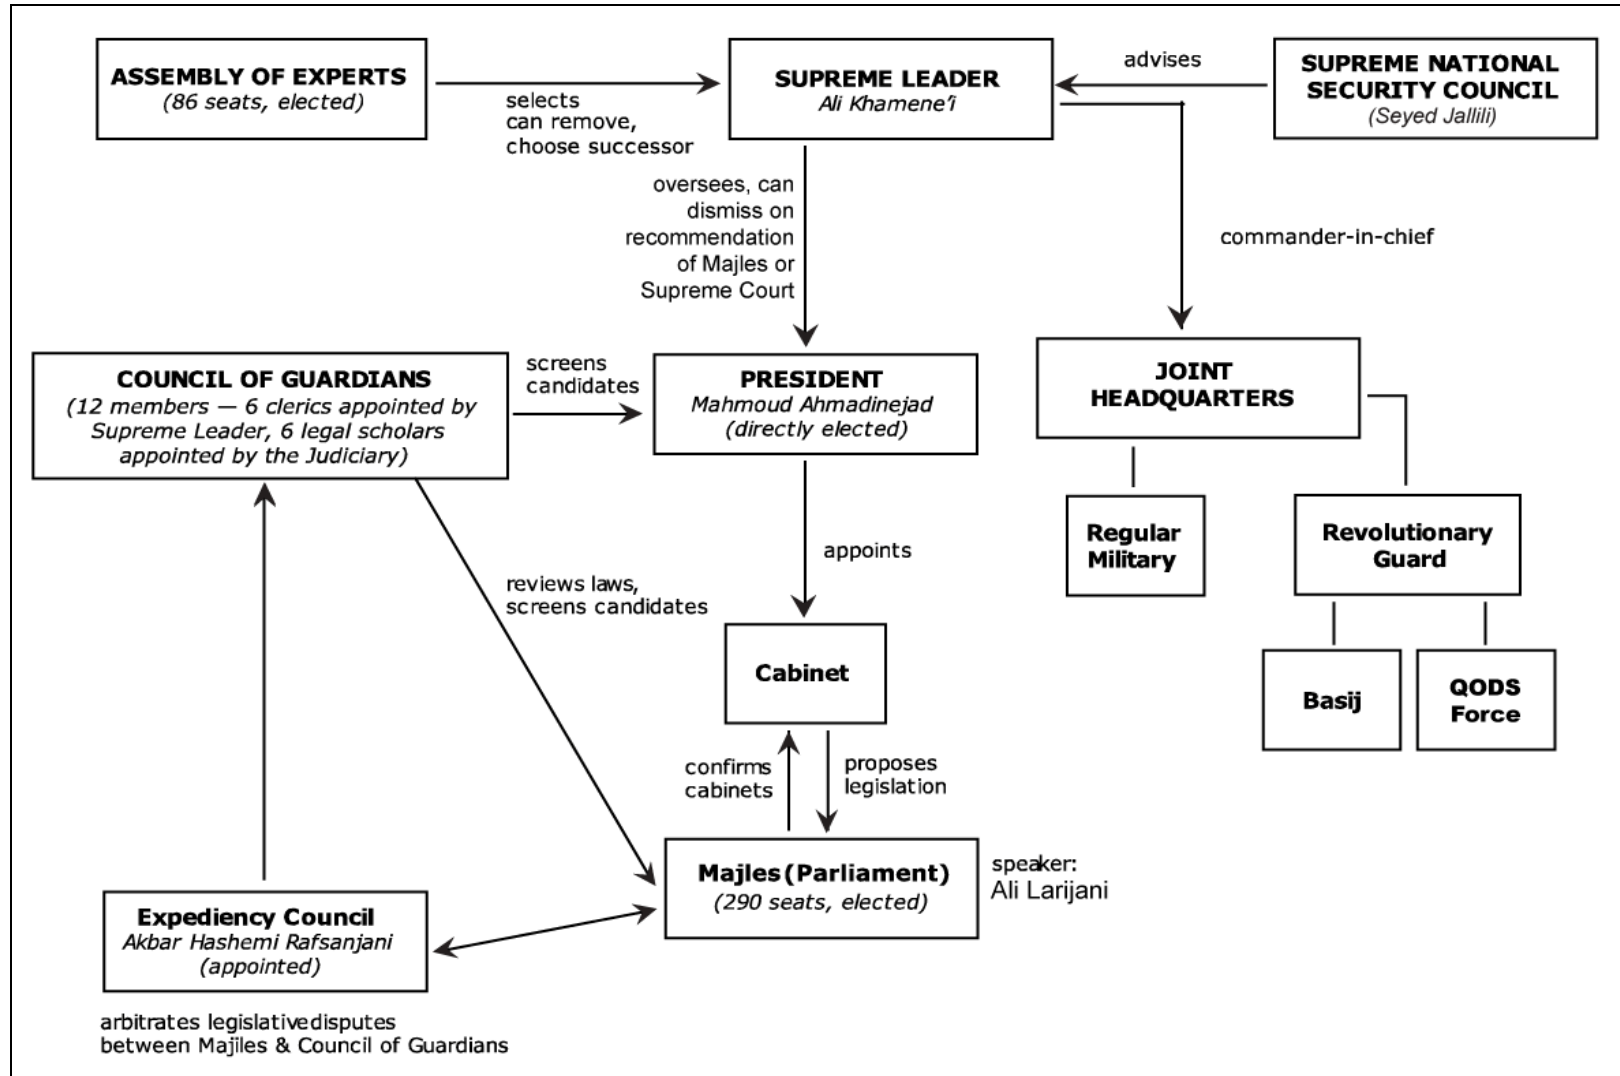 ASSEMBLY OF EXPERTS
(86 seats, elected)
selects
can remove,
choose successor
SUPREME LEADER
Ali Khamene’i
advises
SUPREME NATIONAL
SECURITY COUNCIL
(Seyed Jallili)
oversees, can
dismiss on
recommendation
of Majles or
Supreme Court
commander-in-chief
COUNCIL OF GUARDIANS
(12 members — 6 clerics appointed by
Supreme Leader, 6 legal scholars
appointed by the Judiciary)
screens
candidates
PRESIDENT
Mahmoud Ahmadinejad
(directly elected)
JOINT
HEADQUARTERS
Regular
Military
Revolutionary
Guard
Basij
QODS
Force
appoints
reviews laws,
screens candidates
Cabinet
confirms
cabinets
proposes
legislation
Majles (Parliament)
(290 seats, elected)
speaker:
Ali Larijani
Expediency Council
Akbar Hashemi Rafsanjani
(appointed)
arbitrates legislative disputes
between Majiles & Council of Guardians